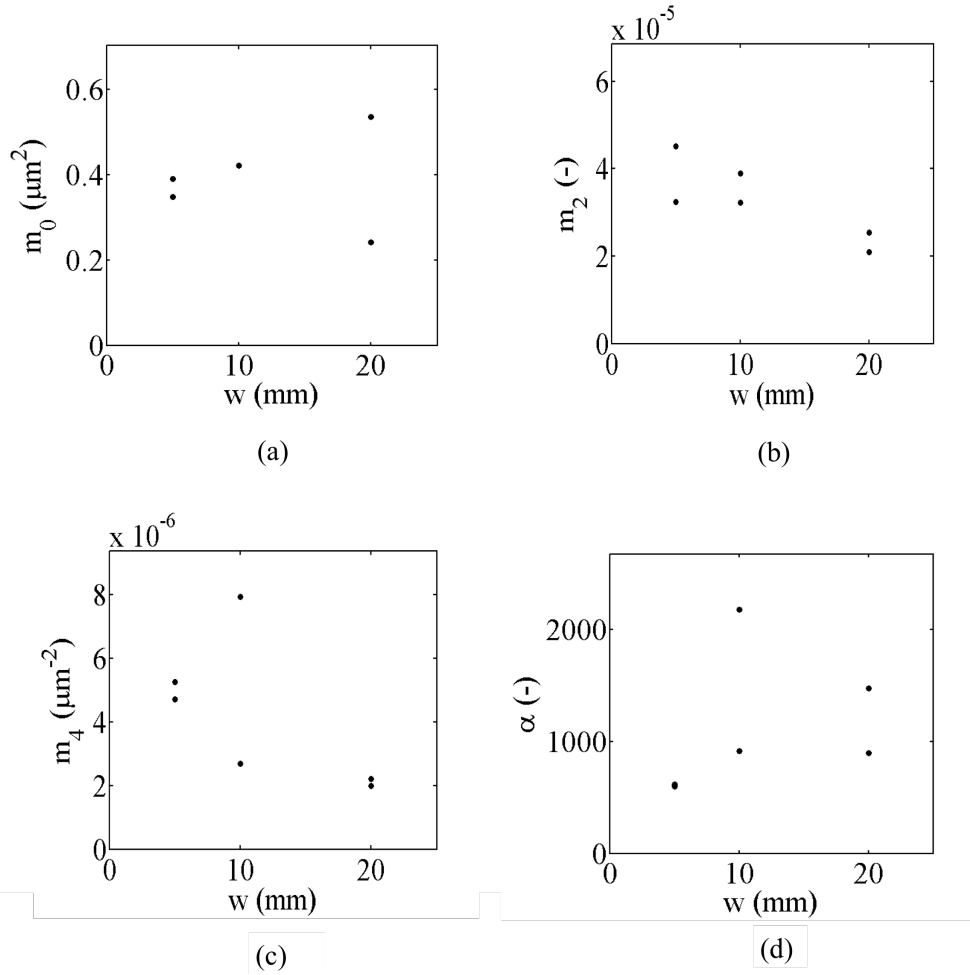 m₀ (μm²)
0.6
0.4
0.2
0
0 10 20
w (mm)
(a)
x 10⁻⁵
m₂ (-)
6
4
2
0
0 10 20
w (mm)
(b)
x 10⁻⁶
m₄ (μm⁻²)
8
6
4
2
0
0 10 20
w (mm)
(c)
α (-)
2000
1000
0
0 10 20
w (mm)
(d)